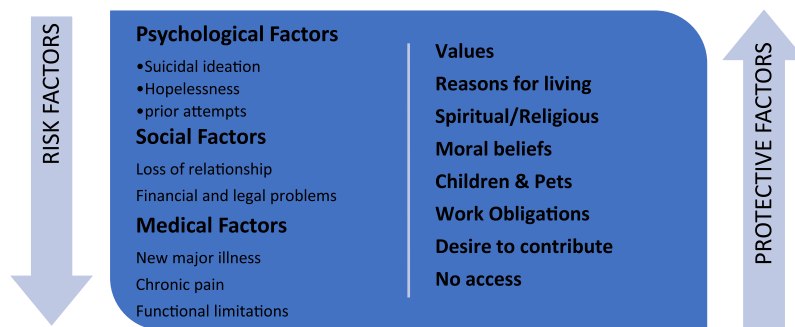 RISK FACTORS
Psychological Factors
•Suicidal ideation
•Hopelessness
•prior attempts
Social Factors
Loss of relationship
Financial and legal problems
Medical Factors
New major illness
Chronic pain
Functional limitations
Values
Reasons for living
Spiritual/Religious
Moral beliefs
Children & Pets
Work Obligations
Desire to contribute
No access
PROTECTIVE FACTORS